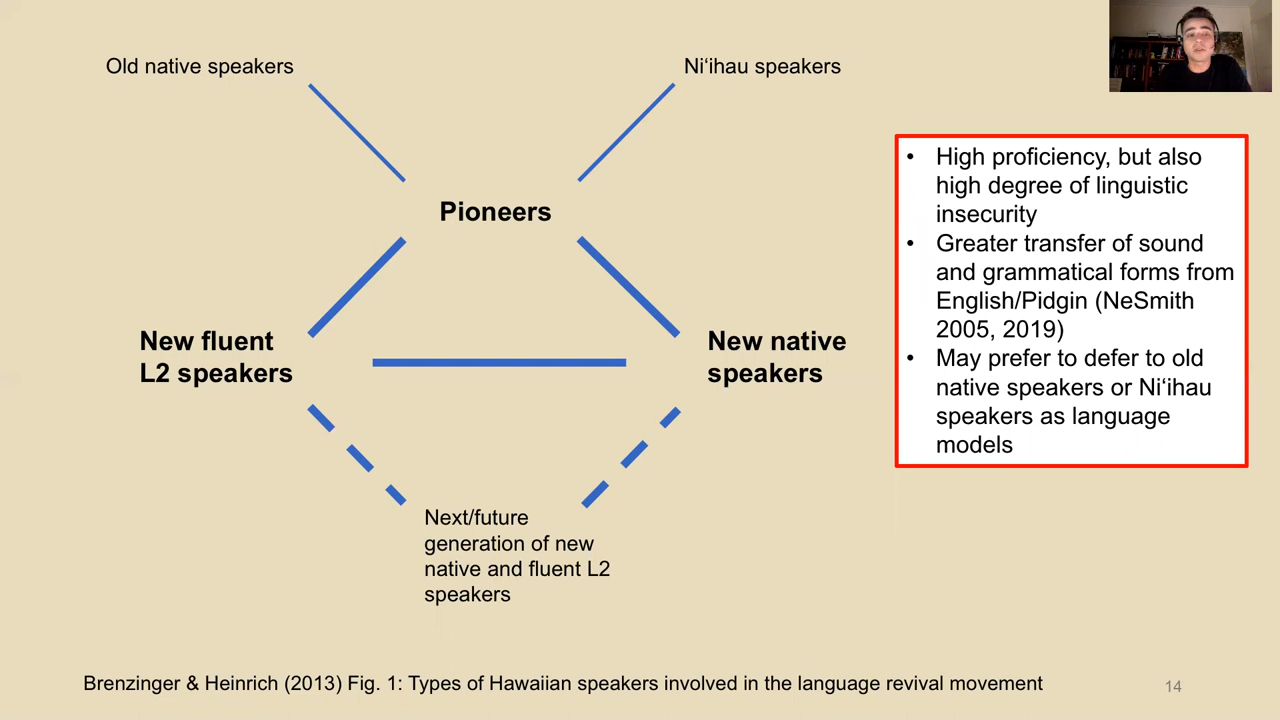 Old native speakers
Niʻihau speakers
Pioneers
New fluent
L2 speakers
New native
speakers
Next/future
generation of new
native and fluent L2
speakers
• High proficiency, but also
high degree of linguistic
insecurity
• Greater transfer of sound
and grammatical forms from
English/Pidgin (NeSmith
2005, 2019)
• May prefer to defer to old
native speakers or Niʻihau
speakers as language
models
Brenzinger & Heinrich (2013) Fig. 1: Types of Hawaiian speakers involved in the language revival movement
14